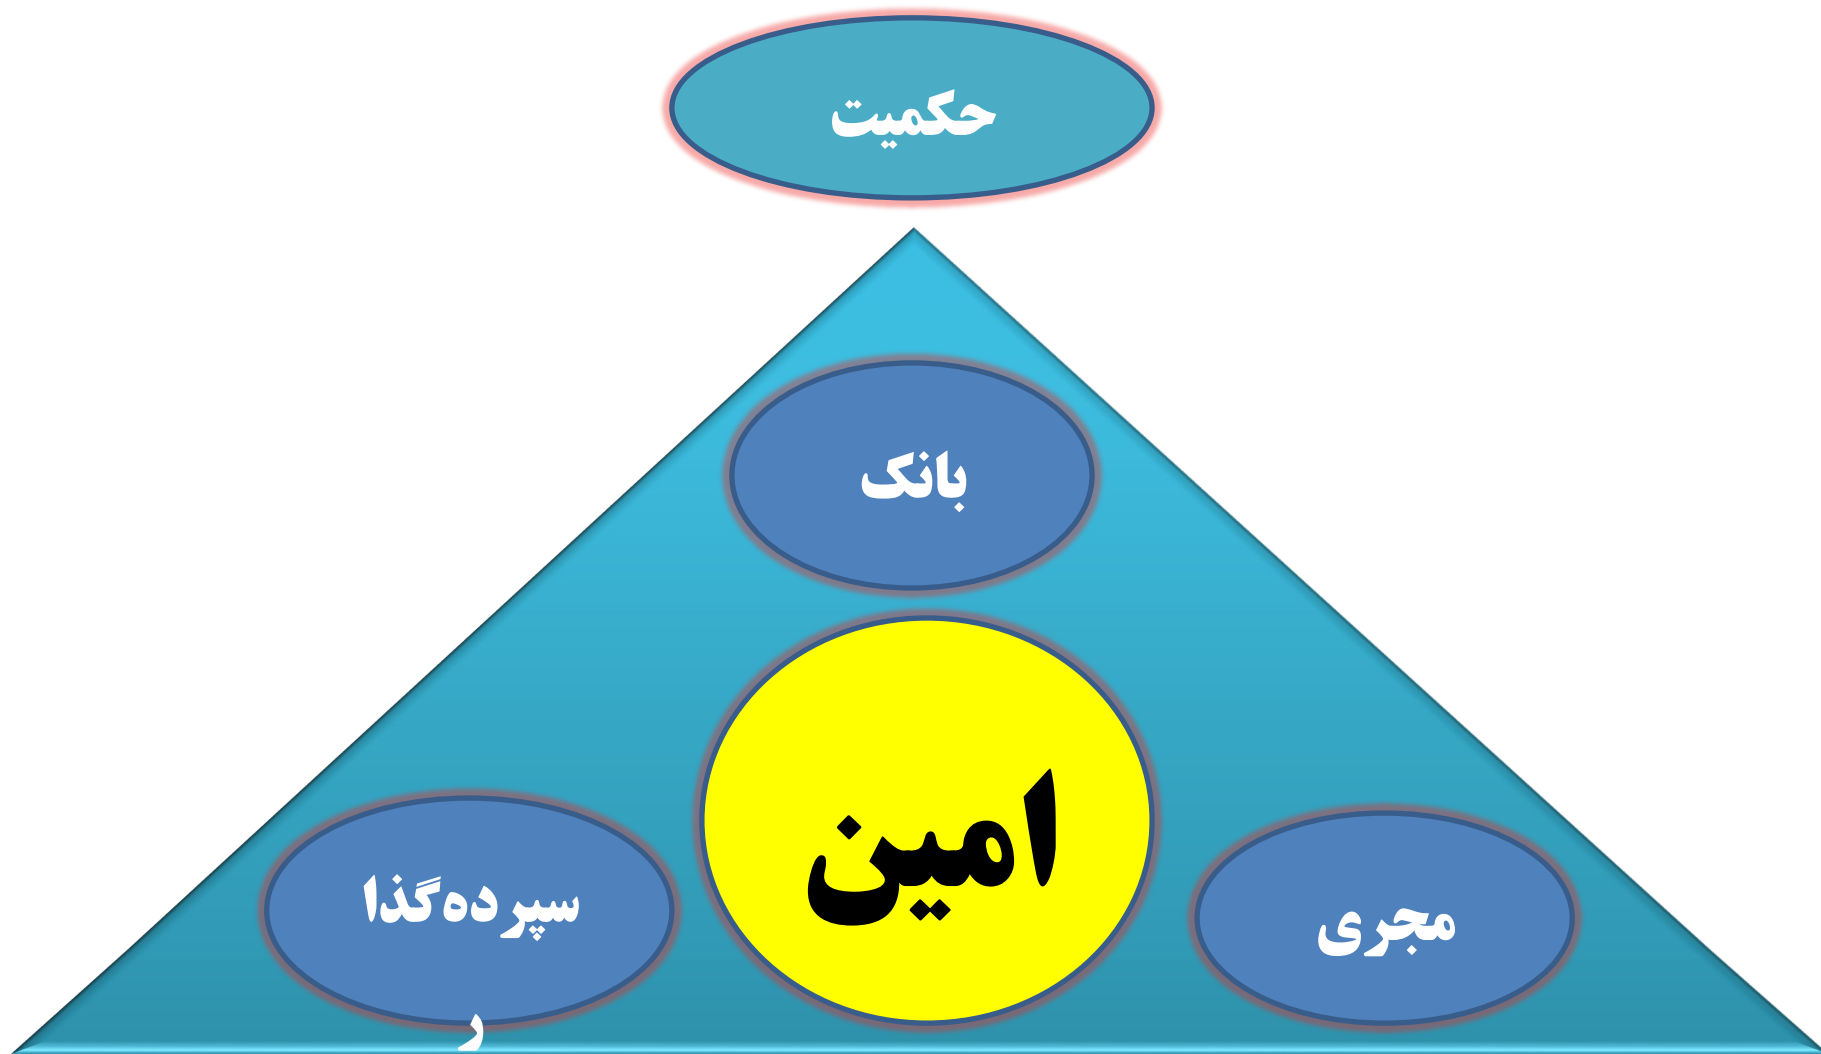 حکمیت
بانک
امین
مجری
سپرده‌گذا
ر